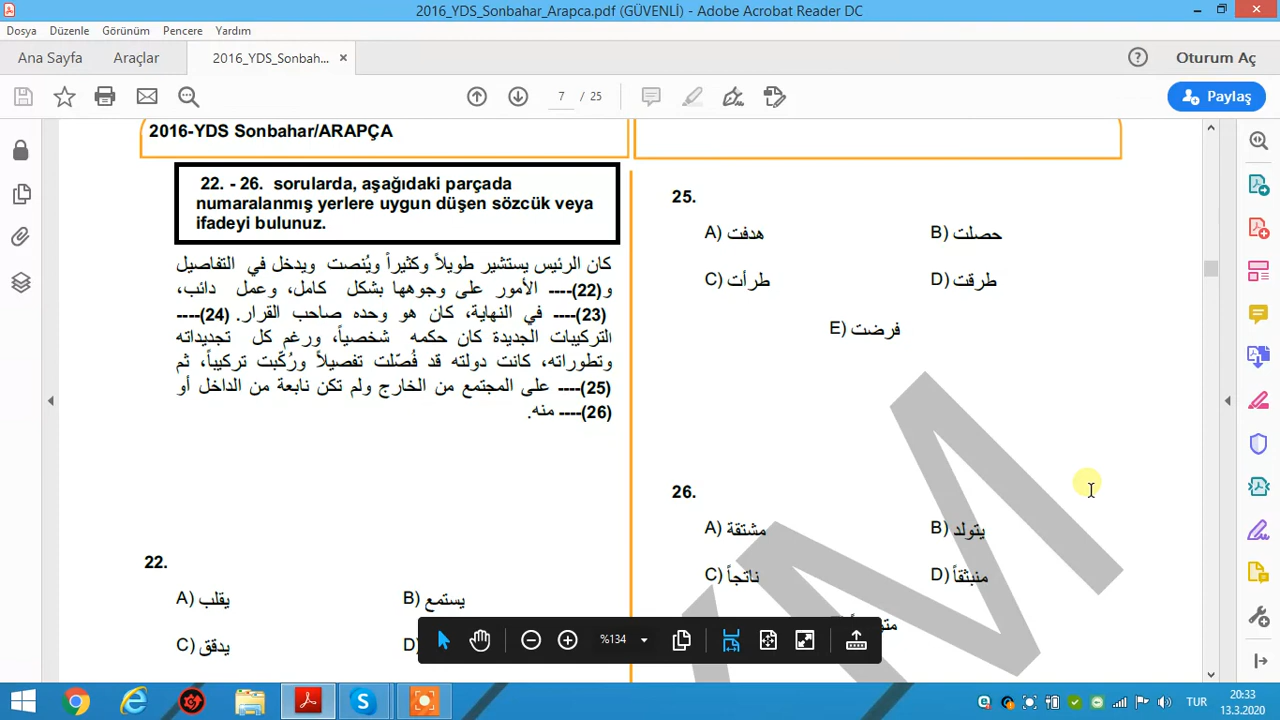 2016_YDS_Sonbahar_Arapca.pdf (GÜVENLİ) - Adobe Acrobat Reader DC
Dosya Düzenle Görünüm Pencere Yardım
Ana Sayfa Araçlar 2016_YDS_Sonbah... × Oturum Aç
7 / 25 Paylaş
2016-YDS Sonbahar/ARAPÇA
22. - 26. sorularda, aşağıdaki parçada
numaralanmış yerlere uygun düşen sözcük veya
ifadeyi bulunuz.
كان الرئيس يستشير طويلاً وكثيراً ويُنصت ويدخل في التفاصيل
و(22)---- الأمور على وجوهها بشكل كامل، وعمل دائب،
(23)---- في النهاية، كان هو وحده صاحب القرار. (24)----
التركيبات الجديدة كان حكمه شخصياً، ورغم كل تجديداته
وتطوراته، كانت دولته قد فُصّلت تفصيلاً ورُكّبت تركيباً، ثم
(25)---- على المجتمع من الخارج ولم تكن نابعة من الداخل أو
(26)---- منه.
22.
A) يقلب B) يستمع
C) يدقق D)
25.
A) هدفت B) حصلت
C) طرأت D) طرقت
E) فرضت
26.
A) مشتقة B) يتولد
C) ناتجاً D) منبثقاً
%134
TUR
20:33
13.3.2020